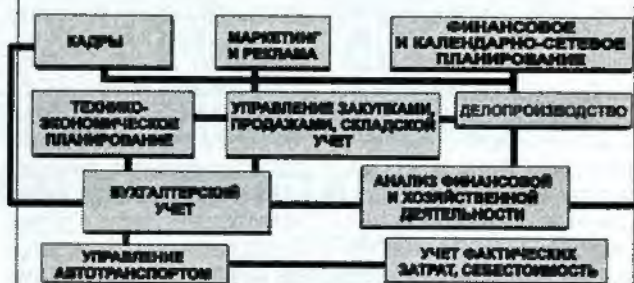 КАДРЫ
МАРКЕТИНГ
И РЕКЛАМА
ФИНАНСОВОЕ
И КАЛЕНДАРНО-СЕТЕВОЕ
ПЛАНИРОВАНИЕ
ТЕХНИКО-
ЭКОНОМИЧЕСКОЕ
ПЛАНИРОВАНИЕ
УПРАВЛЕНИЕ ЗАКУПКАМИ,
ПРОДАЖАМИ, СКЛАДСКОЙ
УЧЕТ
ДЕЛОПРОИЗВОДСТВО
БУХГАЛТЕРСКИЙ
УЧЕТ
АНАЛИЗ ФИНАНСОВОЙ
И ХОЗЯЙСТВЕННОЙ
ДЕЯТЕЛЬНОСТИ
УПРАВЛЕНИЕ
АВТОТРАНСПОРТОМ
УЧЕТ ФАКТИЧЕСКИХ
ЗАТРАТ, СЕБЕСТОИМОСТЬ